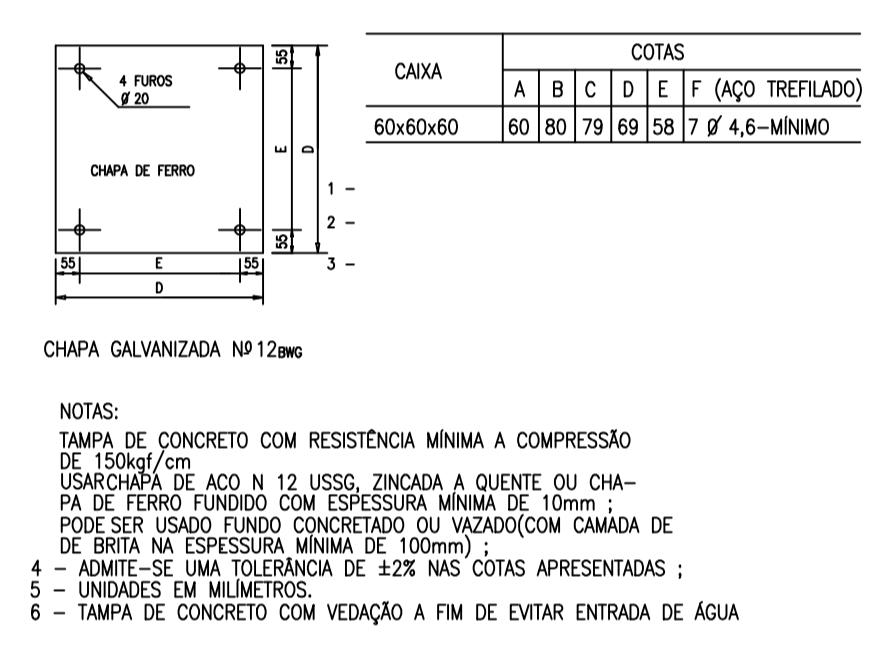 55
4 FUROS
Ø 20
CHAPA DE FERRO
E
D
55
1 –
2 –
3 –
55 E 55
D
CAIXA
COTAS
A B C D E F (AÇO TREFILADO)
60x60x60 60 80 79 69 58 7 Ø 4,6–MÍNIMO
CHAPA GALVANIZADA Nº 12BWG
NOTAS:
TAMPA DE CONCRETO COM RESISTÊNCIA MÍNIMA A COMPRESSÃO
DE 150kgf/cm
USARCHAPA DE ACO N 12 USSG, ZINCADA A QUENTE OU CHA–
PA DE FERRO FUNDIDO COM ESPESSURA MÍNIMA DE 10mm ;
PODE SER USADO FUNDO CONCRETADO OU VAZADO(COM CAMADA DE
DE BRITA NA ESPESSURA MÍNIMA DE 100mm) ;
4 – ADMITE–SE UMA TOLERÂNCIA DE ±2% NAS COTAS APRESENTADAS ;
5 – UNIDADES EM MILÍMETROS.
6 – TAMPA DE CONCRETO COM VEDAÇÃO A FIM DE EVITAR ENTRADA DE ÁGUA